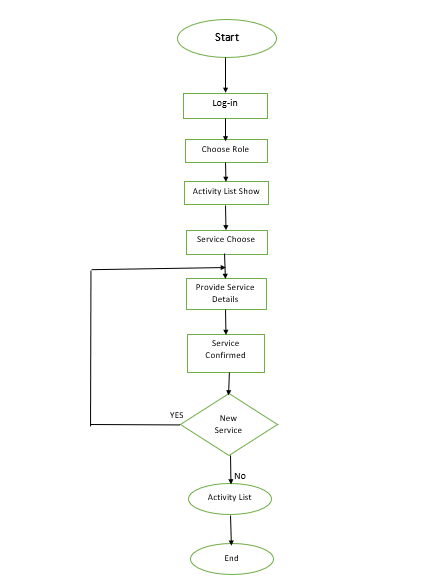 Start
Log-in
Choose Role
Activity List Show
Service Choose
Provide Service
Details
Service
Confirmed
YES
New
Service
No
Activity List
End